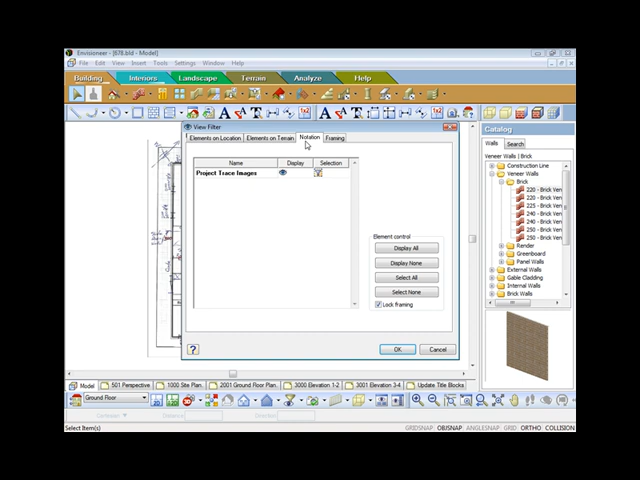 Envisioneer - [678.bld - Model]
File Edit View Insert Tools Settings Window Help
Building Interiors Landscape Terrain Analyze Help
View Filter
Elements on Location Elements on Terrain Notation Framing
Name Display Selection
Project Trace Images
Element control
Display All
Display None
Select All
Select None
Lock framing
OK Cancel
Catalog
Walls Search
Veneer Walls | Brick
Construction Line
Veneer Walls
Brick
220 - Brick Ven
220 - Brick Ven
225 - Brick Ven
240 - Brick Ven
240 - Brick Ven
250 - Brick Ven
250 - Brick Ven
Render
Greenboard
Panel Walls
External Walls
Gable Cladding
Internal Walls
Brick Walls
Model 501 Perspective 1000 Site Plan 2001 Ground Floor Plan 3000 Elevation 1-2 3001 Elevation 3-4 Update Title Blocks
Ground Floor 2D 2D 3D
Cartesian Distance: Direction:
Select Item(s) GRIDSNAP OBJSNAP ANGLESNAP GRID ORTHO COLLISION